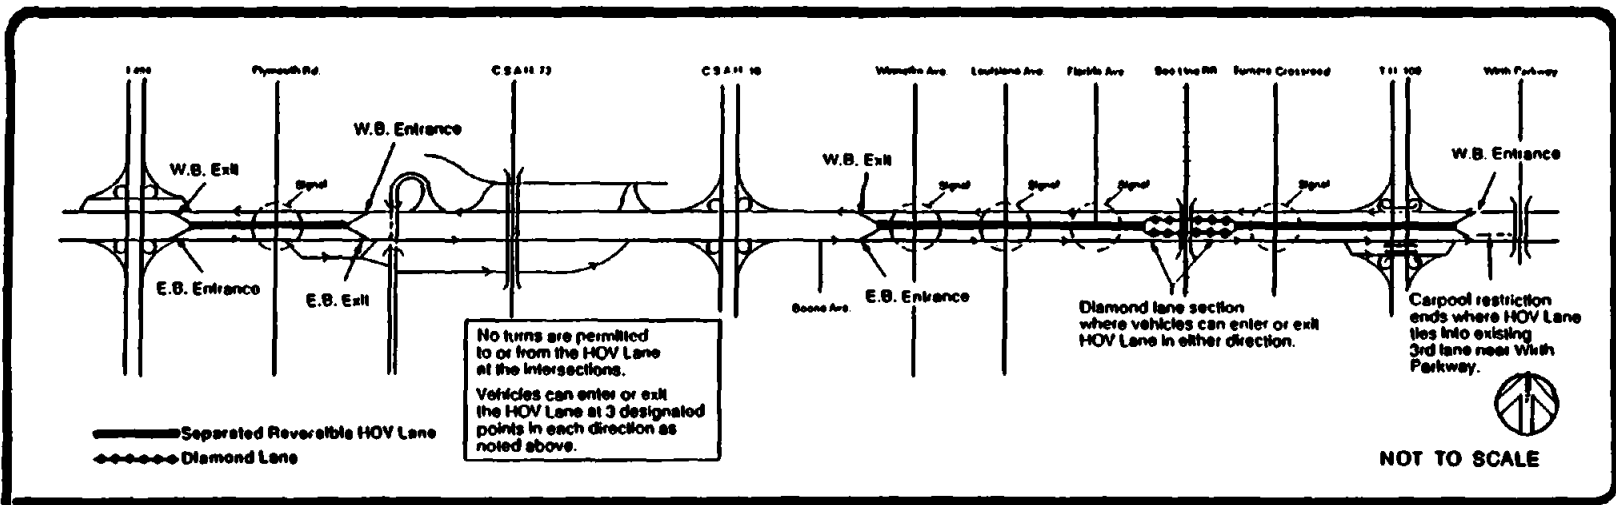 I 494
Plymouth Rd.
C S A H 73
C S A H 18
Winnetka Ave.
Louisiana Ave.
Florida Ave
Soo Line RR
Turners Crossroad
T H 100
Wirth Parkway
W.B. Entrance
W.B. Exit
Signal
W.B. Exit
Signal
Signal
Signal
Signal
W.B. Entrance
E.B. Entrance
E.B. Exit
Boone Ave.
E.B. Entrance
Diamond lane section
where vehicles can enter or exit
HOV Lane in either direction.
Carpool restriction
ends where HOV Lane
ties into existing
3rd lane near Wirth
Parkway.
No turns are permitted
to or from the HOV Lane
at the intersections.
Vehicles can enter or exit
the HOV Lane at 3 designated
points in each direction as
noted above.
Separated Reversible HOV Lane
Diamond Lane
NOT TO SCALE